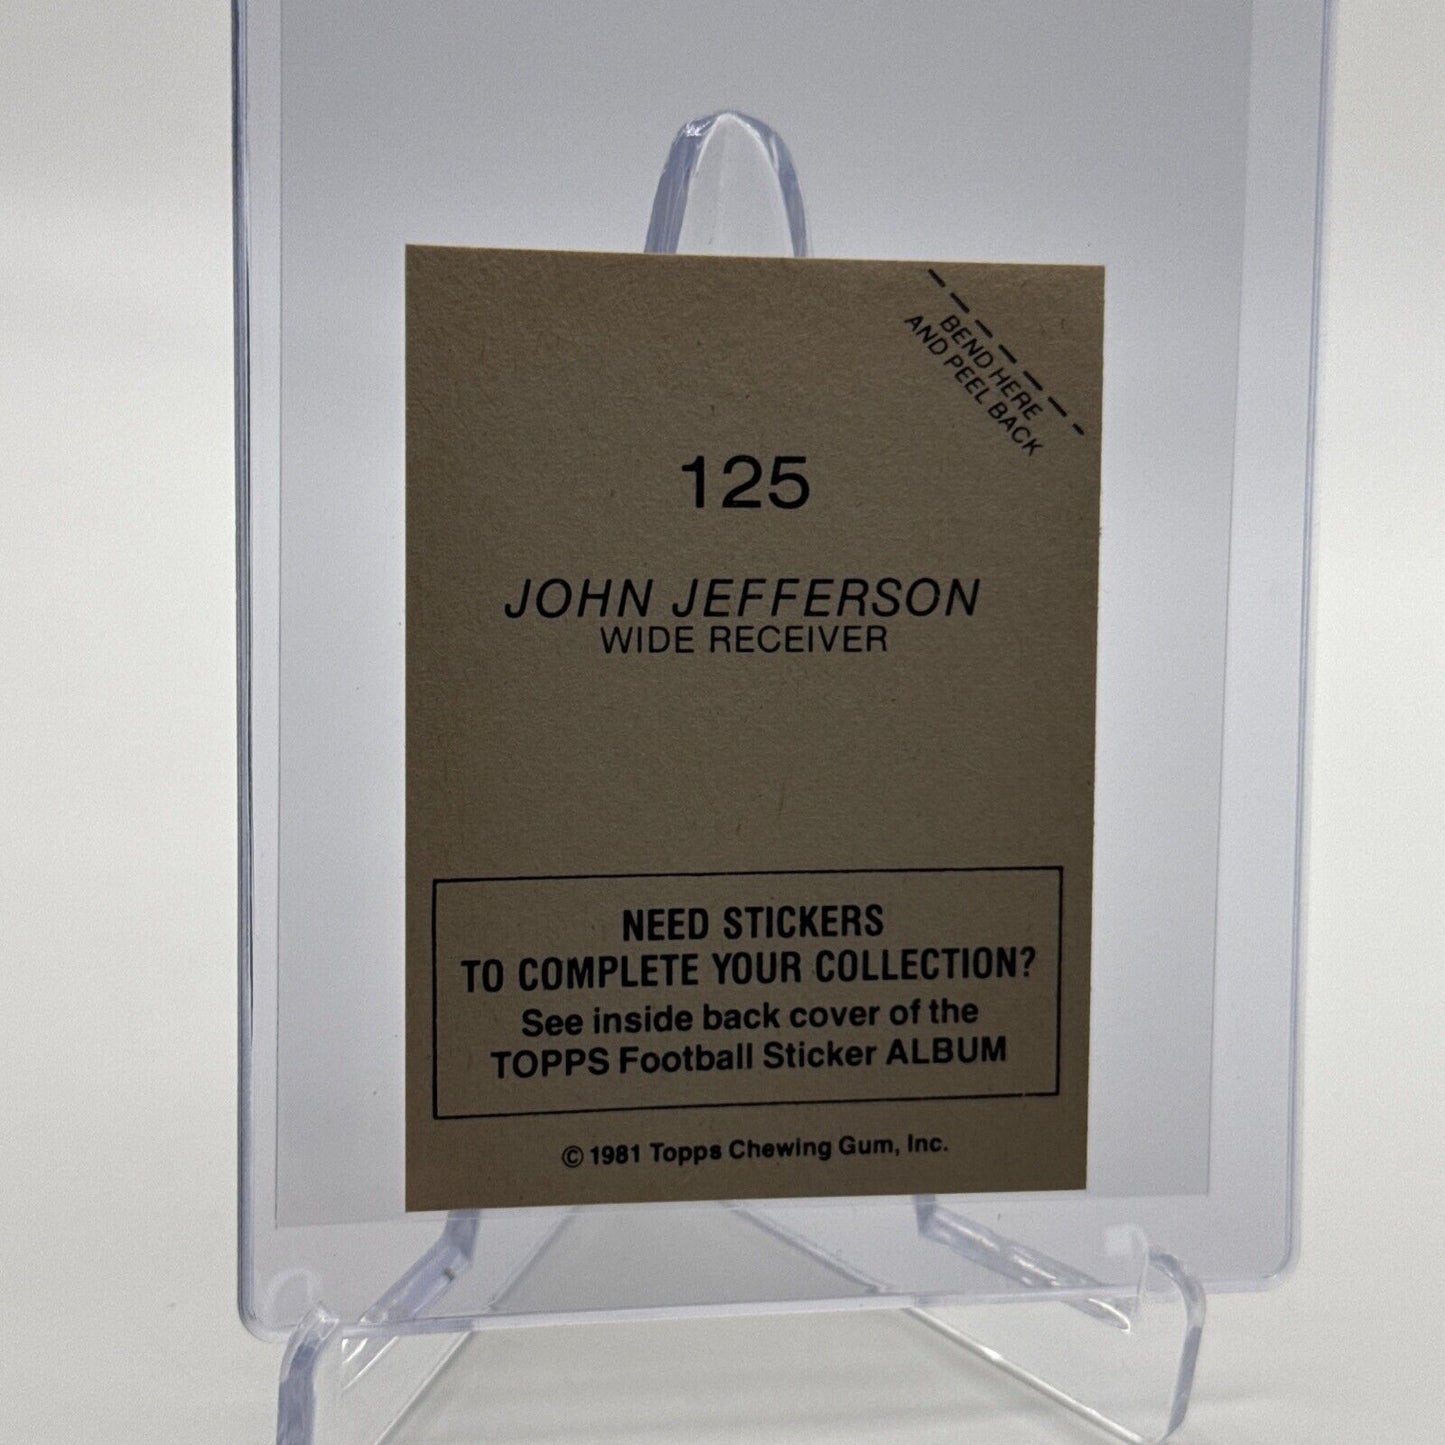 BEND HERE
AND PEEL BACK
125
JOHN JEFFERSON
WIDE RECEIVER
NEED STICKERS
TO COMPLETE YOUR COLLECTION?
See inside back cover of the
TOPPS Football Sticker ALBUM
© 1981 Topps Chewing Gum, Inc.